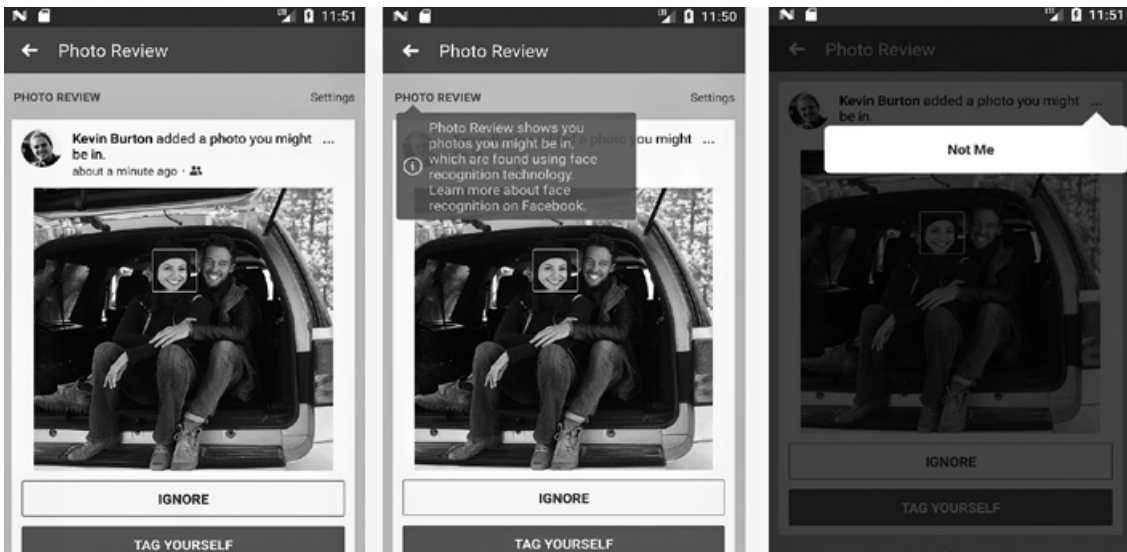 LTE 11:51
Photo Review
PHOTO REVIEW Settings
Kevin Burton added a photo you might ...
be in.
about a minute ago ·
IGNORE
TAG YOURSELF
LTE 11:50
Photo Review
PHOTO REVIEW Settings
Photo Review shows you
photos you might be in,
which are found using face
recognition technology.
Learn more about face
recognition on Facebook.
you might ...
IGNORE
TAG YOURSELF
LTE 11:51
Photo Review
Kevin Burton added a photo you might ...
be in.
Not Me
IGNORE
TAG YOURSELF